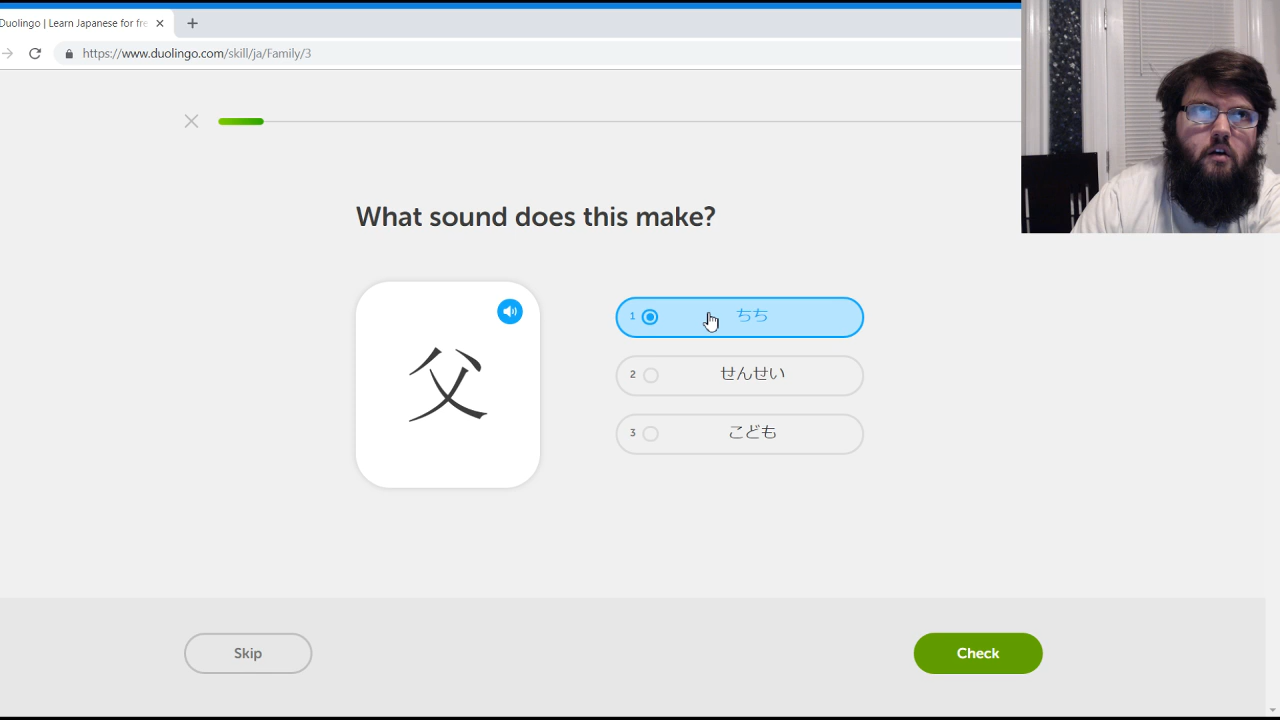 Duolingo | Learn Japanese for fre
https://www.duolingo.com/skill/ja/Family/3
What sound does this make?
父
1 ちち
2 せんせい
3 こども
Skip
Check